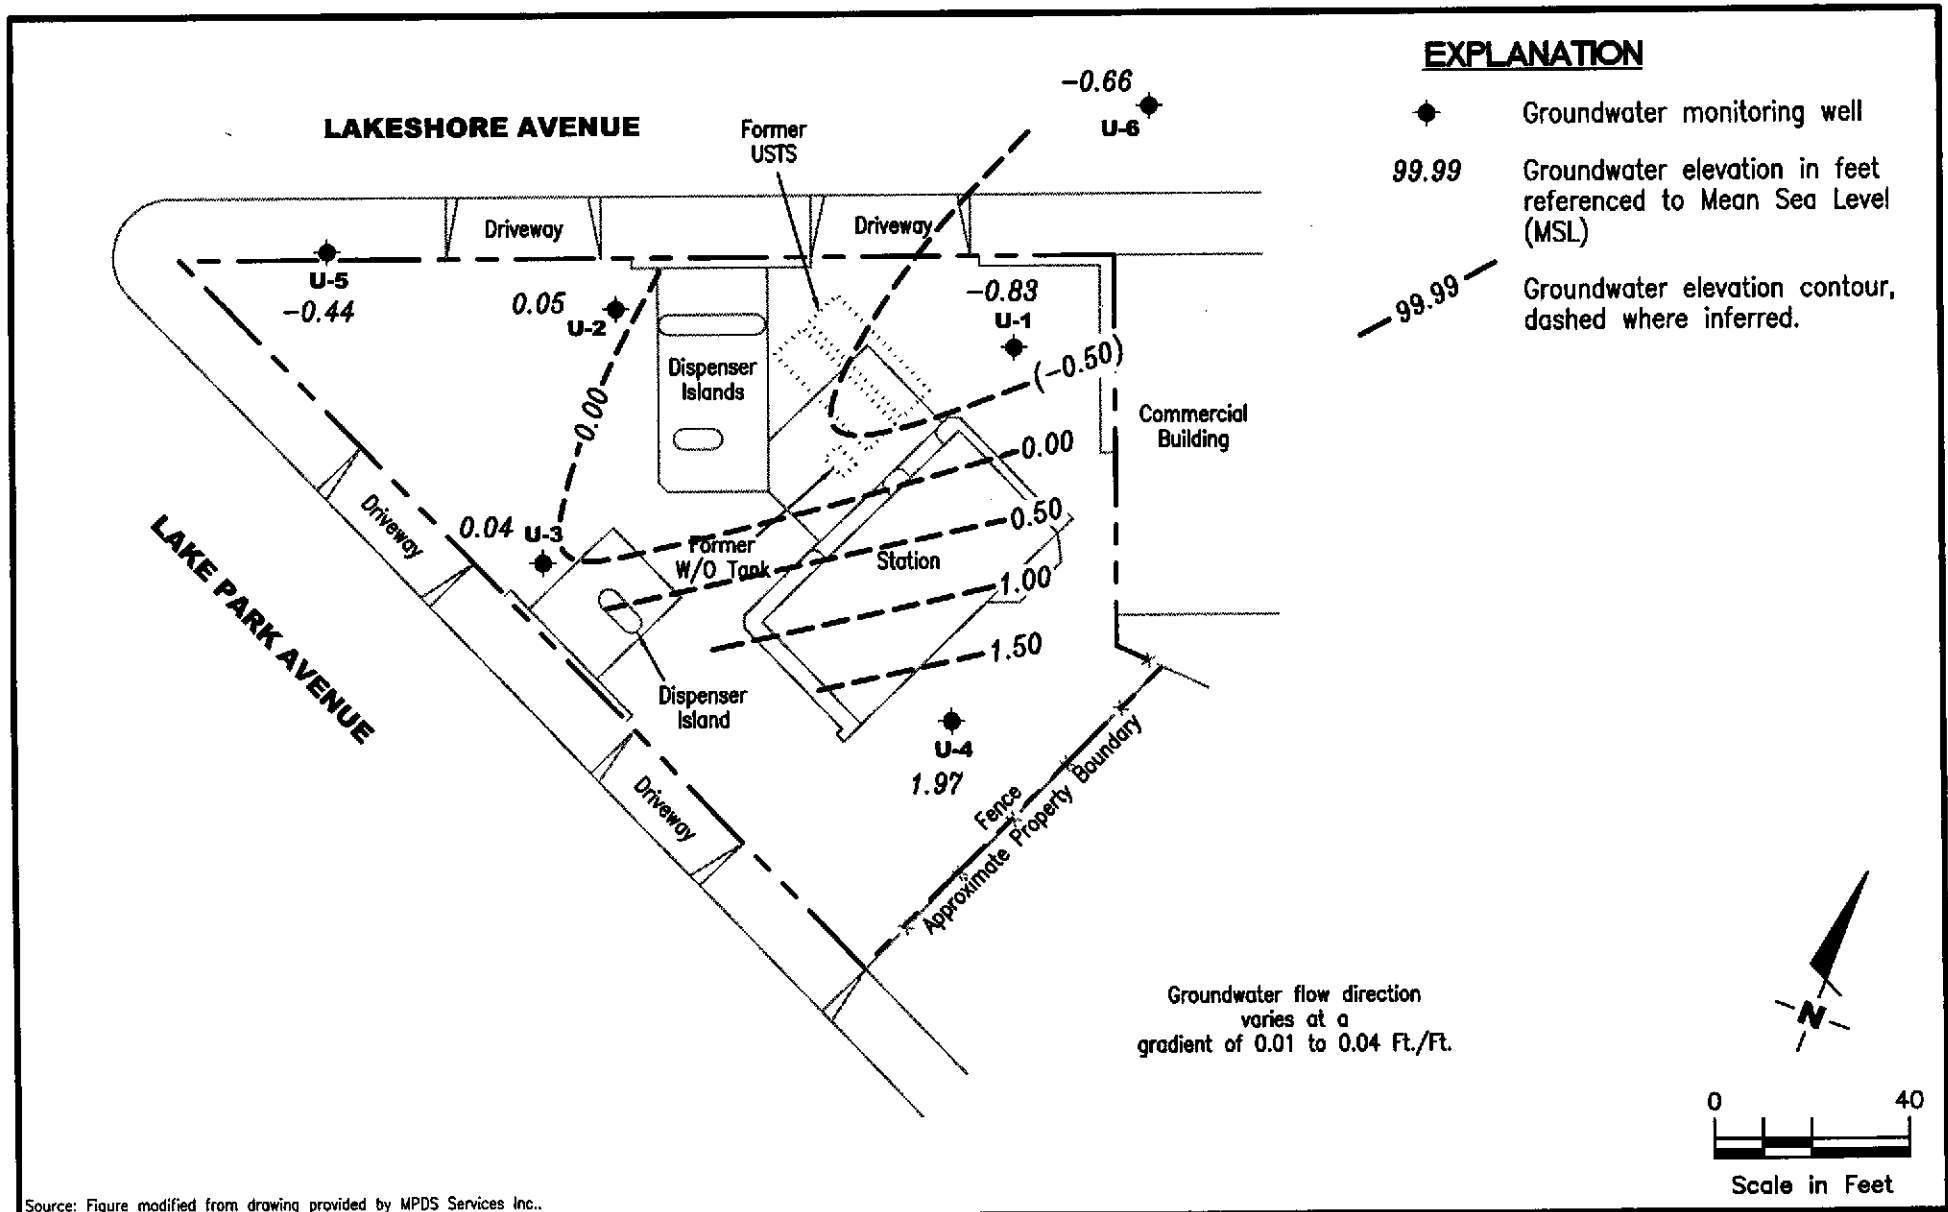 EXPLANATION
Groundwater monitoring well
99.99
Groundwater elevation in feet
referenced to Mean Sea Level
(MSL)
99.99
Groundwater elevation contour,
dashed where inferred.
-0.66
U-6
LAKESHORE AVENUE
Former
USTS
Driveway
Driveway
U-5
-0.44
0.05
U-2
-0.83
U-1
(-0.50)
Dispenser
Islands
0.00
Commercial
Building
0.00
Driveway
0.04
U-3
0.50
Former
W/O Tank
Station
1.00
LAKE PARK AVENUE
1.50
Dispenser
Island
U-4
1.97
Driveway
Fence
Approximate Property Boundary
Groundwater flow direction
varies at a
gradient of 0.01 to 0.04 Ft./Ft.
N
0 40
Scale in Feet
Source: Figure modified from drawing provided by MPDS Services Inc..